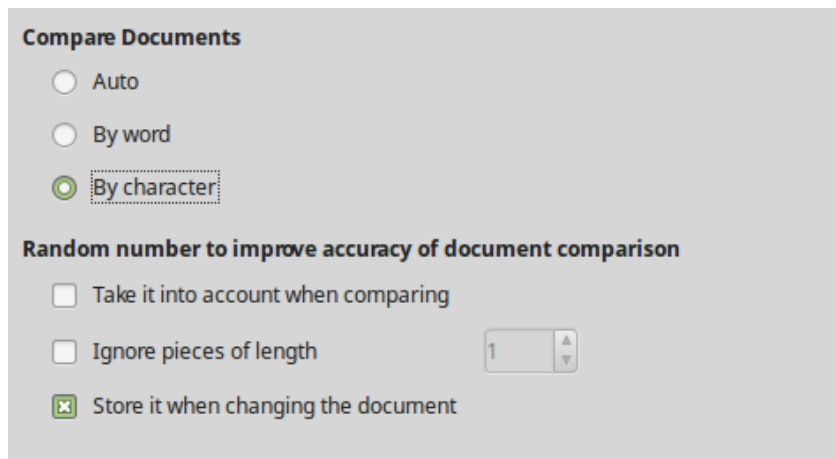 Compare Documents
Auto
By word
By character
Random number to improve accuracy of document comparison
Take it into account when comparing
Ignore pieces of length 1
Store it when changing the document